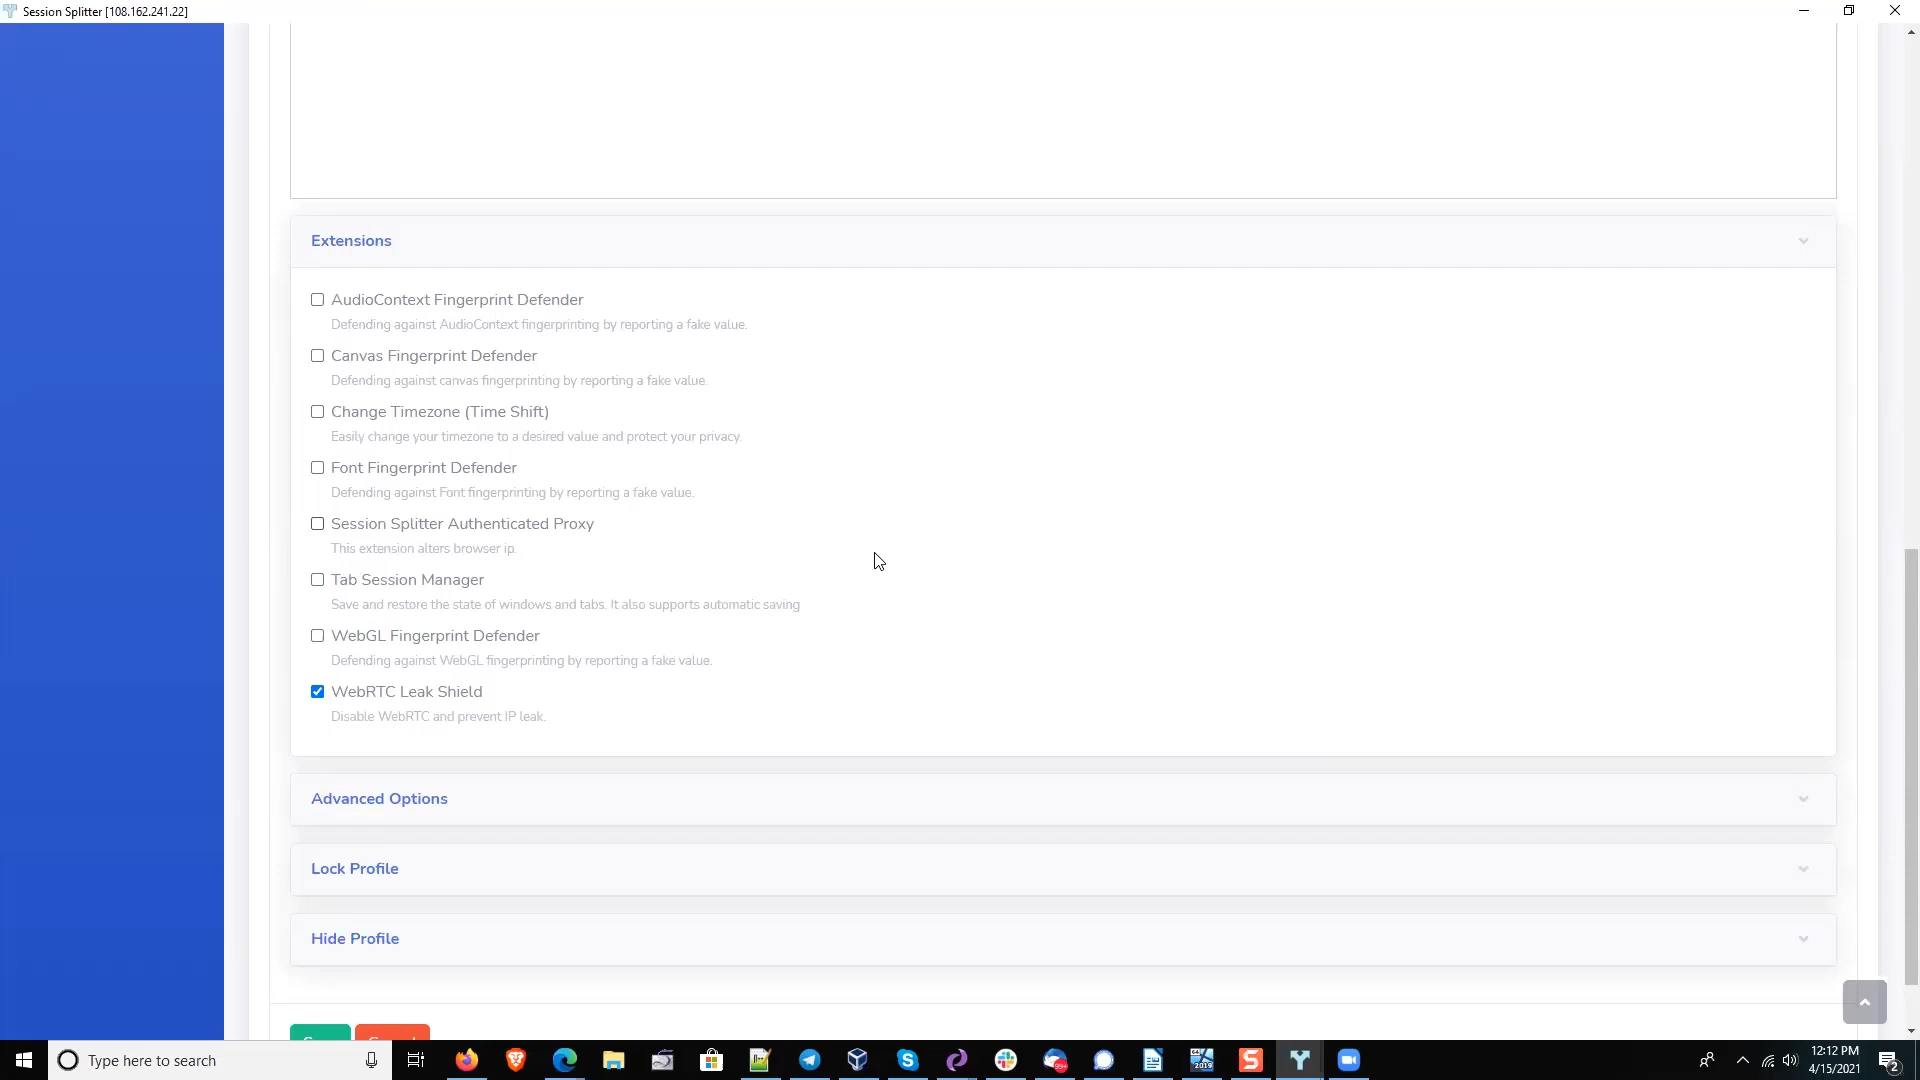 Session Splitter [108.162.241.22]
Extensions
AudioContext Fingerprint Defender
Defending against AudioContext fingerprinting by reporting a fake value.
Canvas Fingerprint Defender
Defending against canvas fingerprinting by reporting a fake value.
Change Timezone (Time Shift)
Easily change your timezone to a desired value and protect your privacy.
Font Fingerprint Defender
Defending against Font fingerprinting by reporting a fake value.
Session Splitter Authenticated Proxy
This extension alters browser ip.
Tab Session Manager
Save and restore the state of windows and tabs. It also supports automatic saving
WebGL Fingerprint Defender
Defending against WebGL fingerprinting by reporting a fake value.
WebRTC Leak Shield
Disable WebRTC and prevent IP leak.
Advanced Options
Lock Profile
Hide Profile
Type here to search
99+
2019
12:12 PM
4/15/2021
2